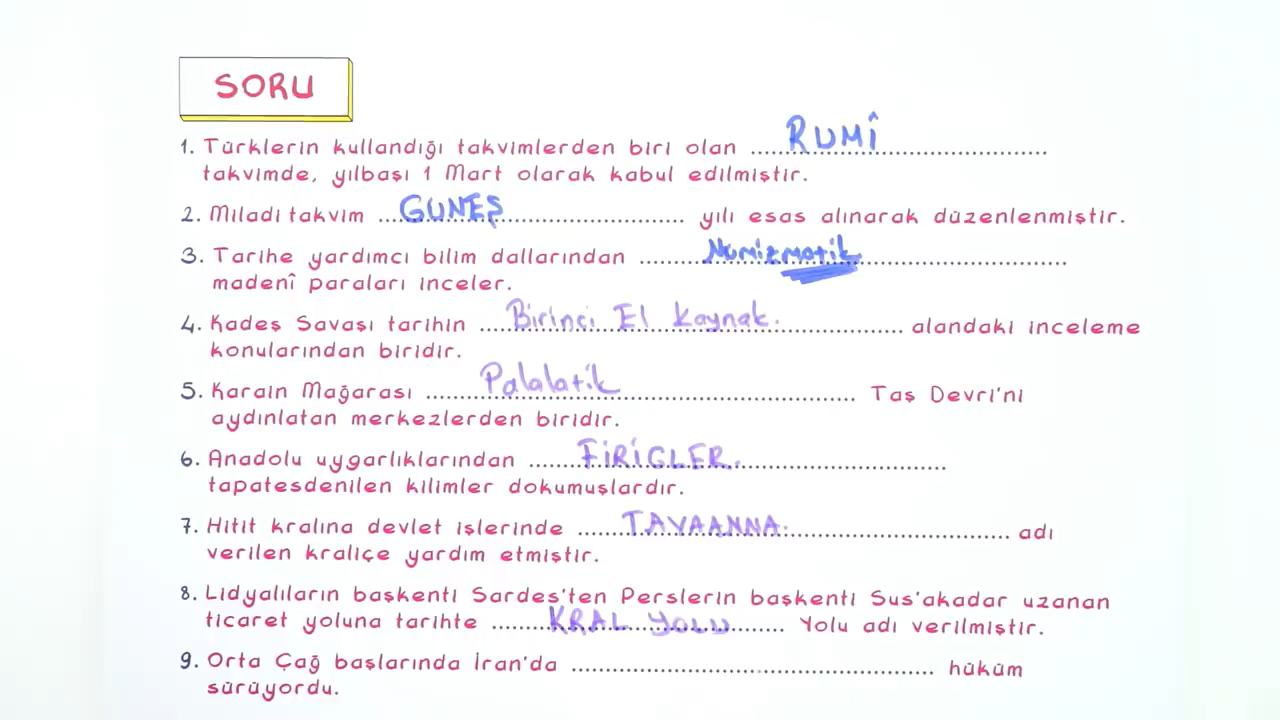 SORU
1. Türklerin kullandığı takvimlerden biri olan RUMÎ
takvimde, yılbaşı 1 Mart olarak kabul edilmiştir.
2. Miladi takvim GUNEŞ yılı esas alınarak düzenlenmiştir.
3. Tarihe yardımcı bilim dallarından Numizmatik
madenî paraları inceler.
4. Kadeş Savaşı tarihin Birinci El Kaynak. alandaki inceleme
konularından biridir.
5. Karain Mağarası Palalatik Taş Devri'ni
aydınlatan merkezlerden biridir.
6. Anadolu uygarlıklarından FİRİGLER.
tapatesdenilen kilimler dokumuşlardır.
7. Hitit kralına devlet işlerinde TAVAANNA. adı
verilen kraliçe yardım etmiştir.
8. Lidyalıların başkenti Sardes'ten Perslerin başkenti Sus'akadar uzanan
ticaret yoluna tarihte KRAL YOLU Yolu adı verilmiştir.
9. Orta Çağ başlarında İran'da ........ hüküm
sürüyordu.